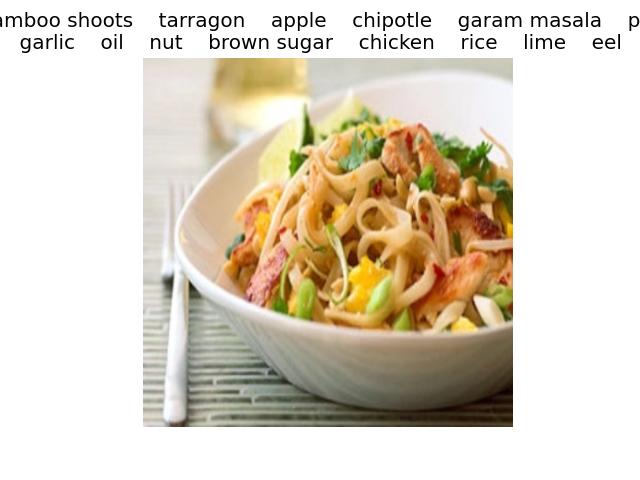 amboo shoots tarragon apple chipotle garam masala p
garlic oil nut brown sugar chicken rice lime eel